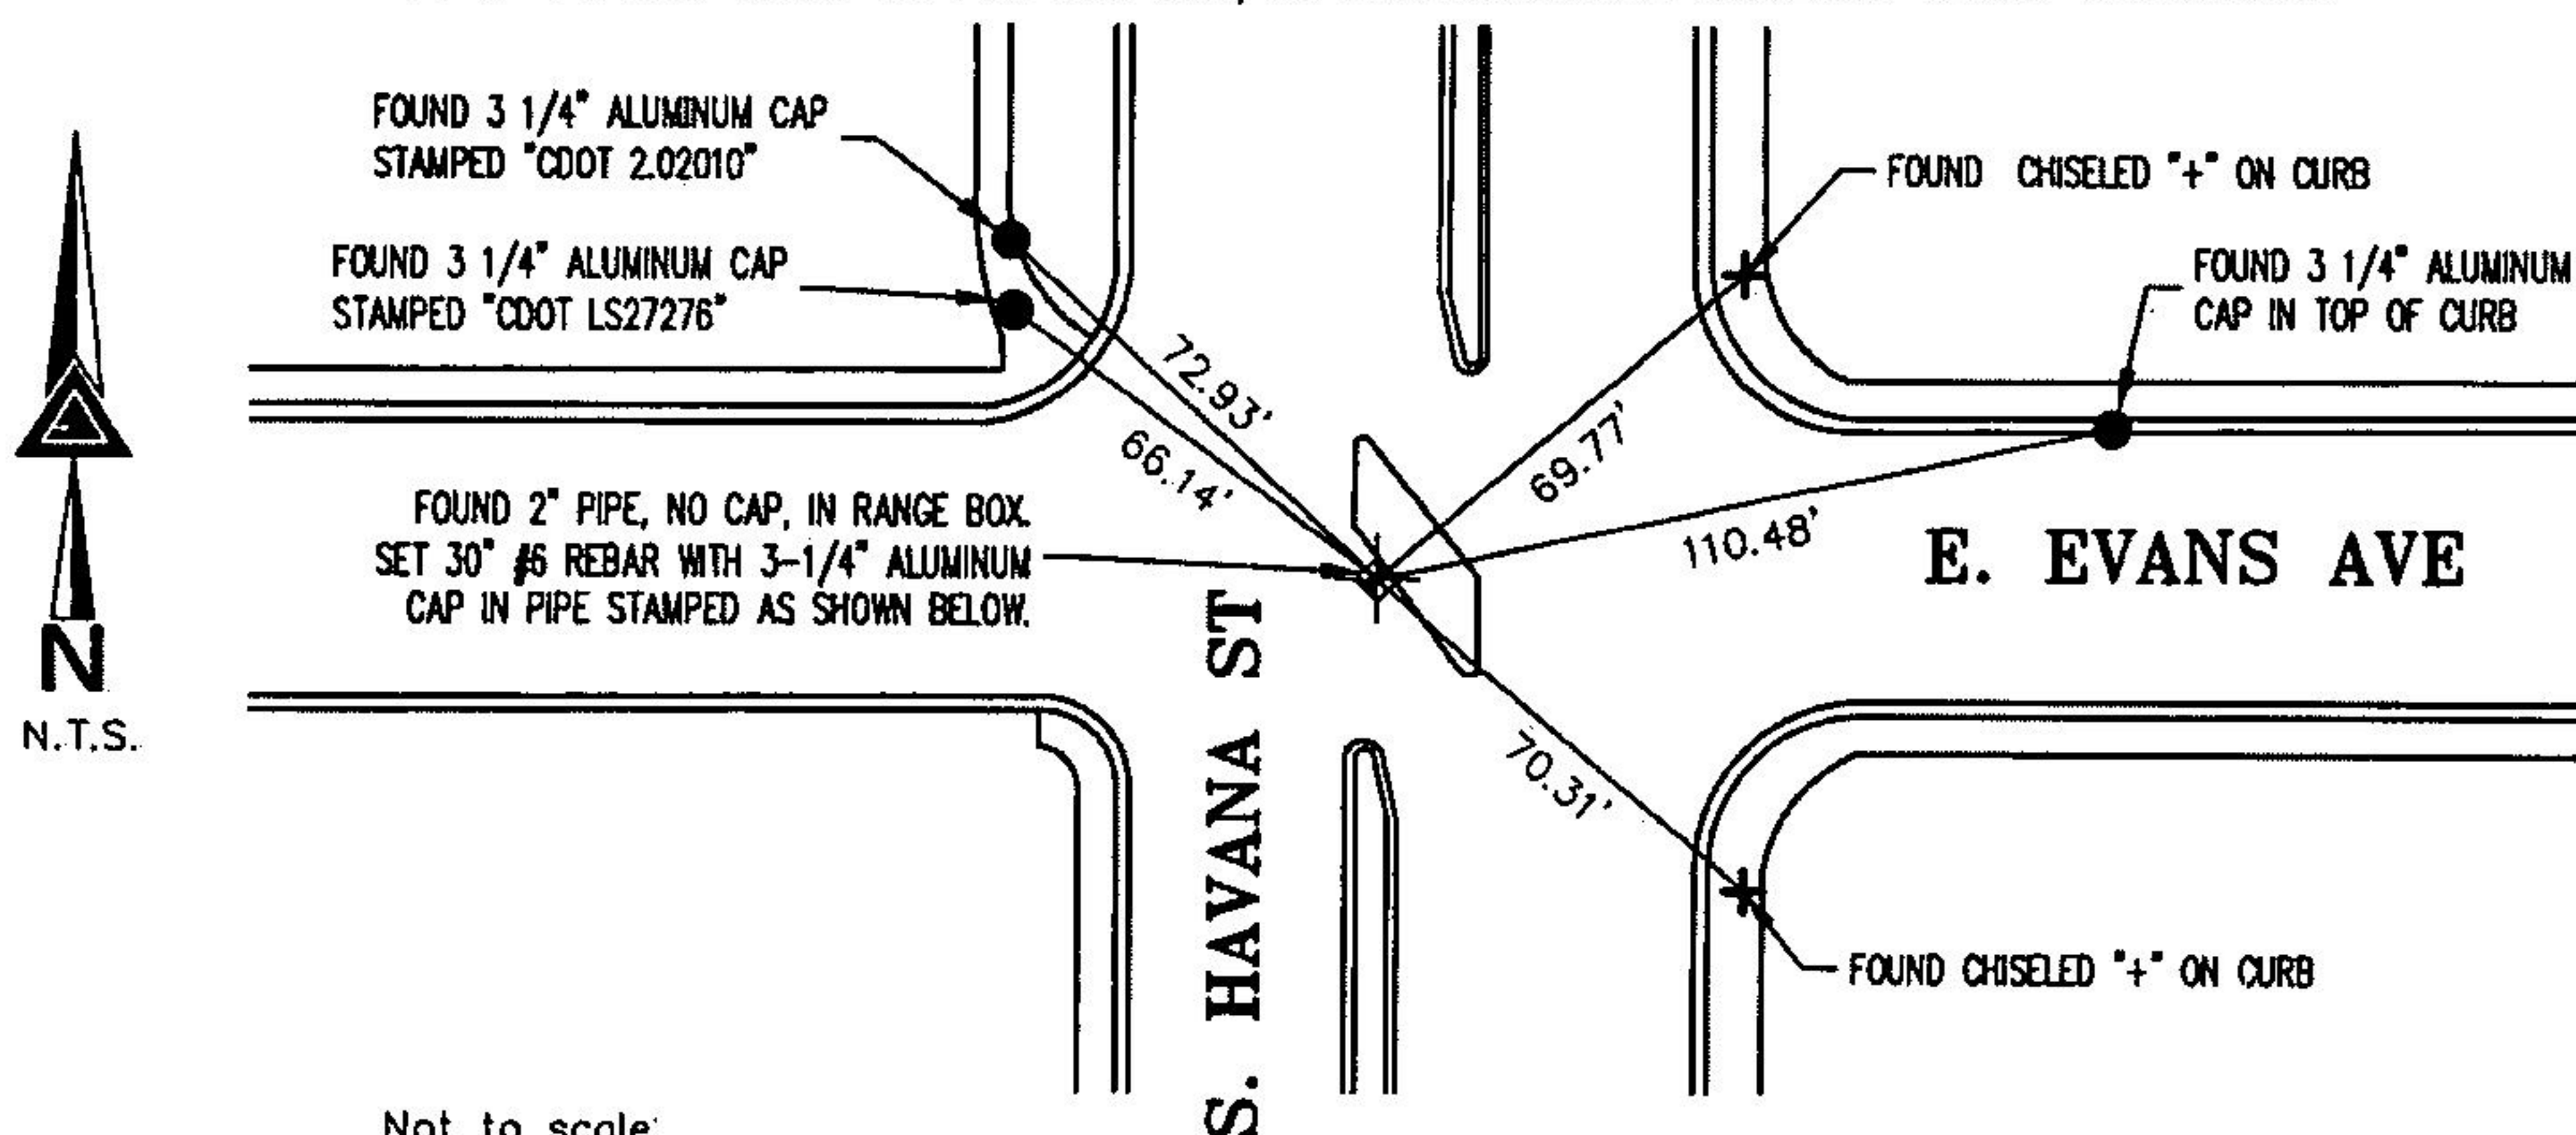 FOUND 3 1/4" ALUMINUM CAP
STAMPED "CDOT 2.02010"
FOUND 3 1/4" ALUMINUM CAP
STAMPED "CDOT LS27276"
FOUND CHISELED "+" ON CURB
FOUND 3 1/4" ALUMINUM
CAP IN TOP OF CURB
72.93'
66.14'
69.77'
110.48'
FOUND 2" PIPE, NO CAP, IN RANGE BOX.
SET 30" #6 REBAR WITH 3-1/4" ALUMINUM
CAP IN PIPE STAMPED AS SHOWN BELOW.
E. EVANS AVE
S. HAVANA ST
N
N.T.S.
70.31'
FOUND CHISELED "+" ON CURB
Not to scale